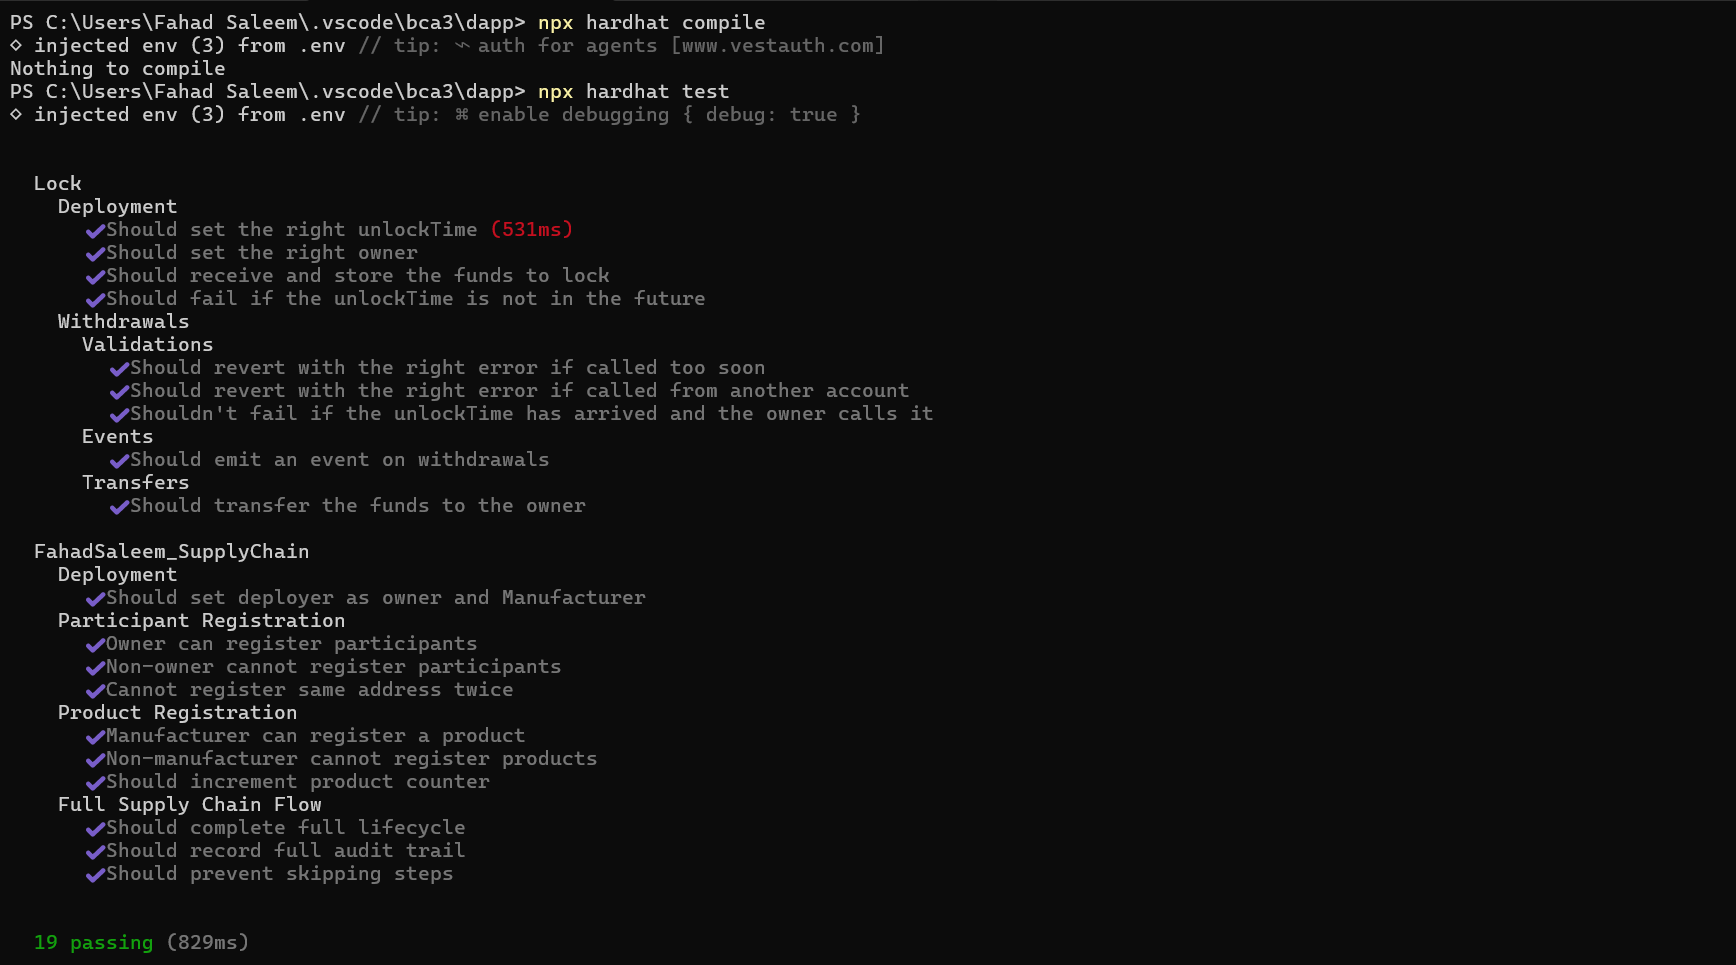 PS C:\Users\Fahad Saleem\.vscode\bca3\dapp> npx hardhat compile
◇ injected env (3) from .env // tip: ⌁ auth for agents [www.vestauth.com]
Nothing to compile
PS C:\Users\Fahad Saleem\.vscode\bca3\dapp> npx hardhat test
◇ injected env (3) from .env // tip: ⌘ enable debugging { debug: true }
Lock
Deployment
✔Should set the right unlockTime (531ms)
✔Should set the right owner
✔Should receive and store the funds to lock
✔Should fail if the unlockTime is not in the future
Withdrawals
Validations
✔Should revert with the right error if called too soon
✔Should revert with the right error if called from another account
✔Shouldn't fail if the unlockTime has arrived and the owner calls it
Events
✔Should emit an event on withdrawals
Transfers
✔Should transfer the funds to the owner
FahadSaleem_SupplyChain
Deployment
✔Should set deployer as owner and Manufacturer
Participant Registration
✔Owner can register participants
✔Non-owner cannot register participants
✔Cannot register same address twice
Product Registration
✔Manufacturer can register a product
✔Non-manufacturer cannot register products
✔Should increment product counter
Full Supply Chain Flow
✔Should complete full lifecycle
✔Should record full audit trail
✔Should prevent skipping steps
19 passing (829ms)